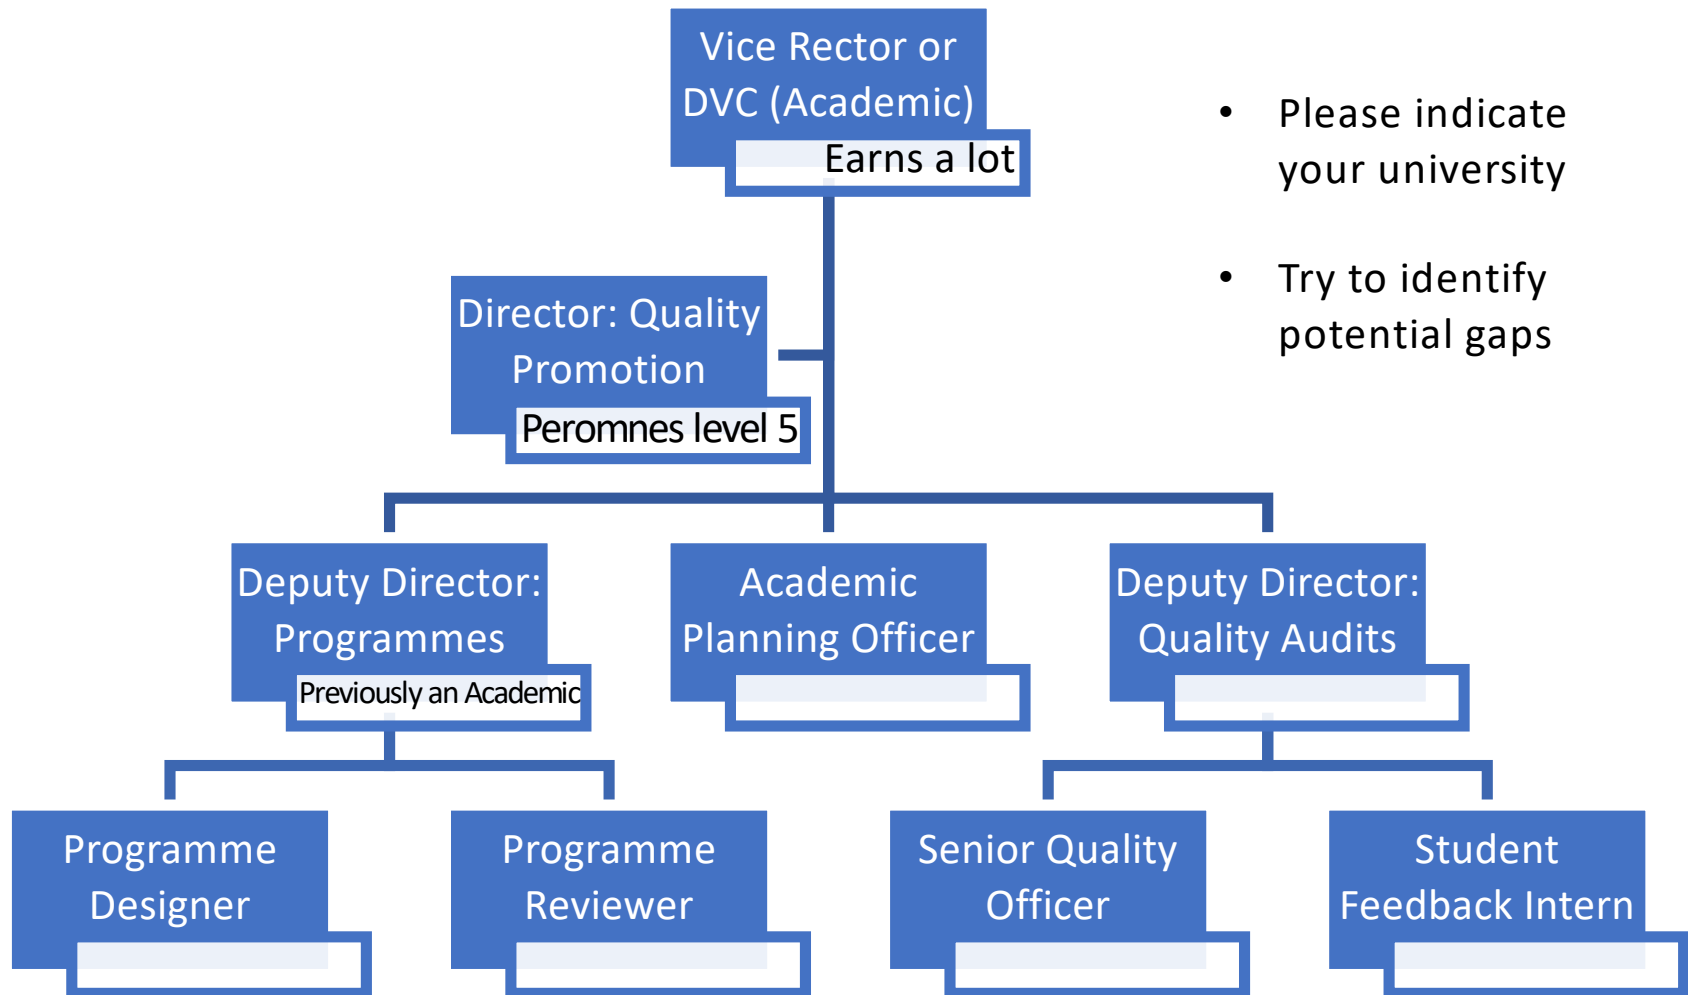 Vice Rector or
DVC (Academic)
Earns a lot
• Please indicate
your university
• Try to identify
potential gaps
Director: Quality
Promotion
Peromnes level 5
Deputy Director:
Programmes
Previously an Academic
Academic
Planning Officer
Deputy Director:
Quality Audits
Programme
Designer
Programme
Reviewer
Senior Quality
Officer
Student
Feedback Intern